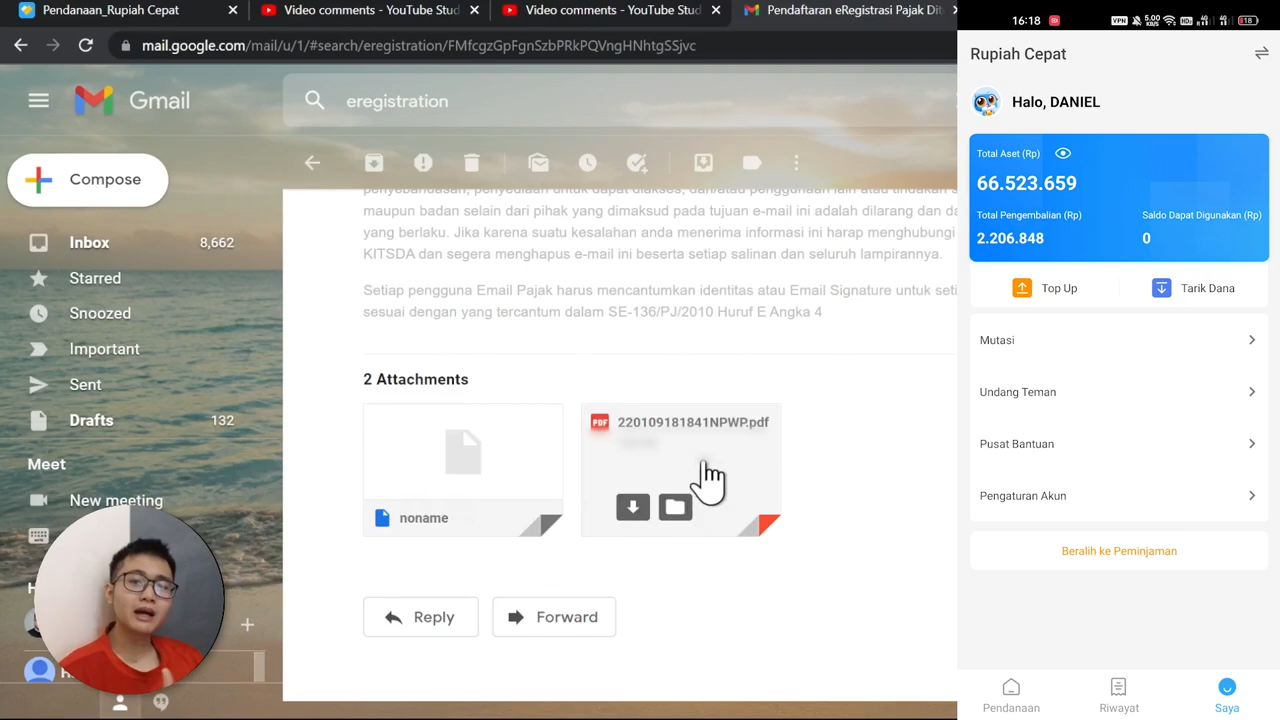 Pendanaan_Rupiah Cepat
Video comments - YouTube Stud
Video comments - YouTube Stud
Pendaftaran eRegistrasi Pajak Dit
mail.google.com/mail/u/1/#search/eregistration/FMfcgzGpFgnSzbPRkPQVngHNhtgSSjvc
Gmail
eregistration
Compose
Inbox 8,662
Starred
Snoozed
Important
Sent
Drafts 132
Meet
New meeting
maupun badan selain dari pihak yang dimaksud pada tujuan e-mail ini adalah dilarang dan da
yang berlaku. Jika karena suatu kesalahan anda menerima informasi ini harap menghubungi
KITSDA dan segera menghapus e-mail ini beserta setiap salinan dan seluruh lampirannya.
Setiap pengguna Email Pajak harus mencantumkan identitas atau Email Signature untuk seti
sesuai dengan yang tercantum dalam SE-136/PJ/2010 Huruf E Angka 4
2 Attachments
noname
PDF 220109181841NPWP.pdf
Reply
Forward
16:18
VPN 5.00 KB/S HD 18
Rupiah Cepat
Halo, DANIEL
Total Aset (Rp)
66.523.659
Total Pengembalian (Rp) Saldo Dapat Digunakan (Rp)
2.206.848 0
Top Up Tarik Dana
Mutasi
Undang Teman
Pusat Bantuan
Pengaturan Akun
Beralih ke Peminjaman
Pendanaan Riwayat Saya